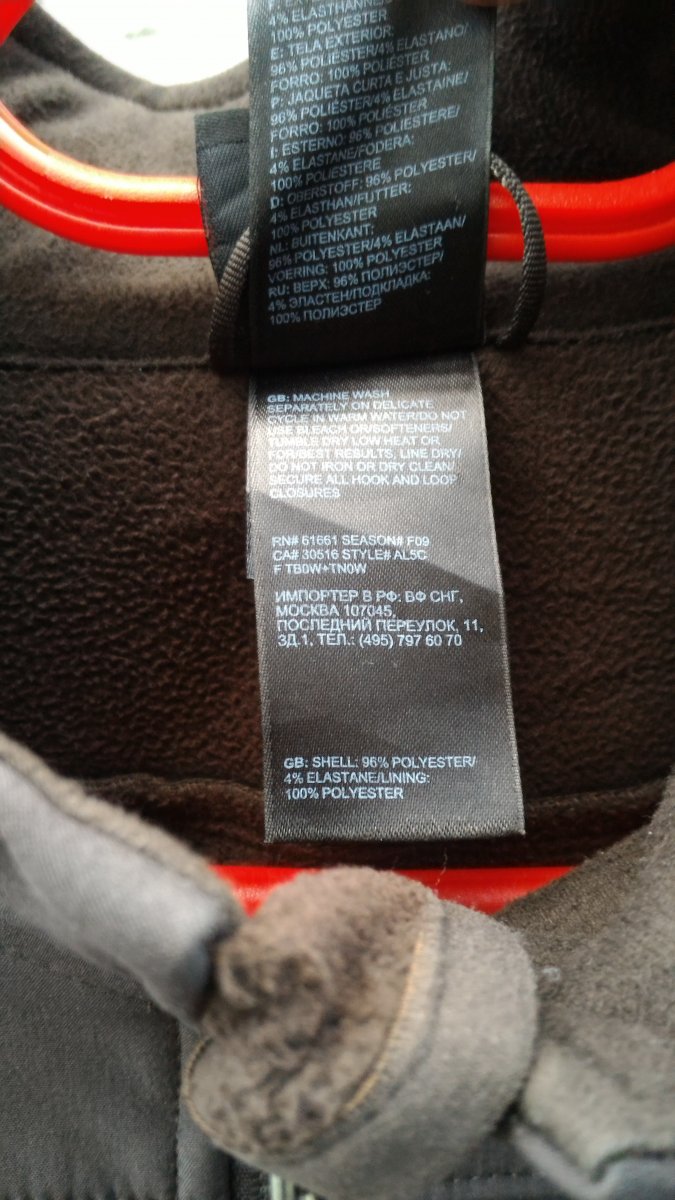 4% ELASTHANNE/
100% POLYESTER
E: TELA EXTERIOR:
96% POLIÉSTER/4% ELASTANO/
FORRO: 100% POLIÉSTER
P: JAQUETA CURTA E JUSTA:
96% POLIÉSTER/4% ELASTAINE/
FORRO: 100% POLIÉSTER
I: ESTERNO: 96% POLIESTERE/
4% ELASTANE/FODERA:
100% POLIESTERE
D: OBERSTOFF: 96% POLYESTER/
4% ELASTHAN/FUTTER:
100% POLYESTER
NL: BUITENKANT:
96% POLYESTER/4% ELASTAAN/
VOERING: 100% POLYESTER
RU: ВЕРХ: 96% ПОЛИЭСТЕР/
4% ЭЛАСТЕН/ПОДКЛАДКА:
100% ПОЛИЭСТЕР
GB: MACHINE WASH
SEPARATELY ON DELICATE
CYCLE IN WARM WATER/DO NOT
USE BLEACH OR/SOFTENERS/
TUMBLE DRY LOW HEAT OR
FOR/BEST RESULTS, LINE DRY/
DO NOT IRON OR DRY CLEAN/
SECURE ALL HOOK AND LOOP
CLOSURES
RN# 61661 SEASON# F09
CA# 30516 STYLE# AL5C
F TB0W+TN0W
ИМПОРТЕР В РФ: ВФ СНГ,
МОСКВА 107045,
ПОСЛЕДНИЙ ПЕРЕУЛОК, 11,
ЗД.1, ТЕЛ.: (495) 797 60 70
GB: SHELL: 96% POLYESTER/
4% ELASTANE/LINING:
100% POLYESTER